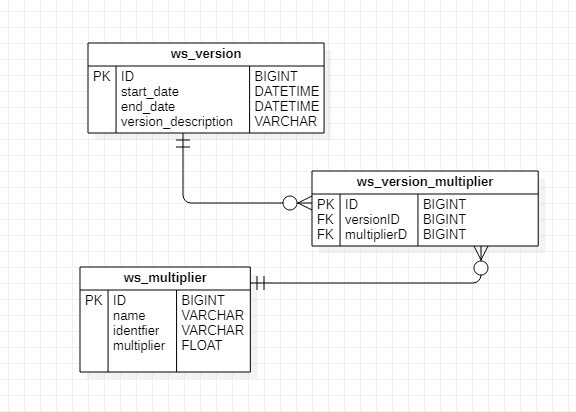 ws_version
PK ID BIGINT
start_date DATETIME
end_date DATETIME
version_description VARCHAR
ws_version_multiplier
PK ID BIGINT
FK versionID BIGINT
FK multiplierD BIGINT
ws_multiplier
PK ID BIGINT
name VARCHAR
identfier VARCHAR
multiplier FLOAT